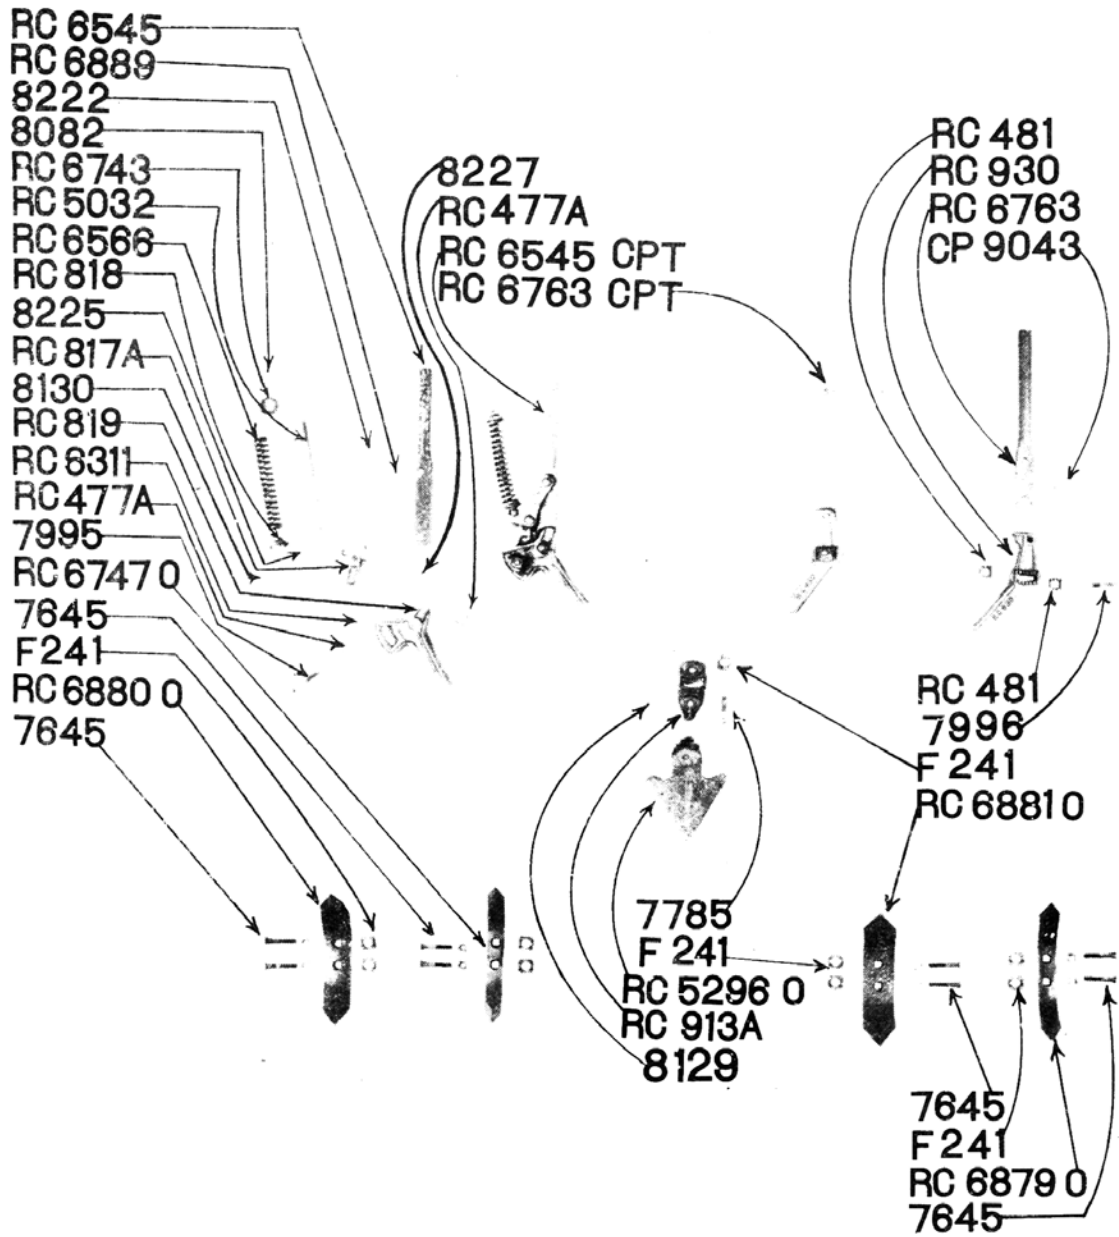 RC 6545
RC 6889
8222
8082
RC 6743
RC 5032
RC 6566
RC 818
8225
RC 817A
8130
RC 819
RC 6311
RC 477A
7995
RC 6747 0
7645
F 241
RC 6880 0
7645
8227
RC 477A
RC 6545 CPT
RC 6763 CPT
RC 481
RC 930
RC 6763
CP 9043
RC 481
7996
F 241
RC 6881 0
7785
F 241
RC 5296 0
RC 913A
8129
7645
F 241
RC 6879 0
7645